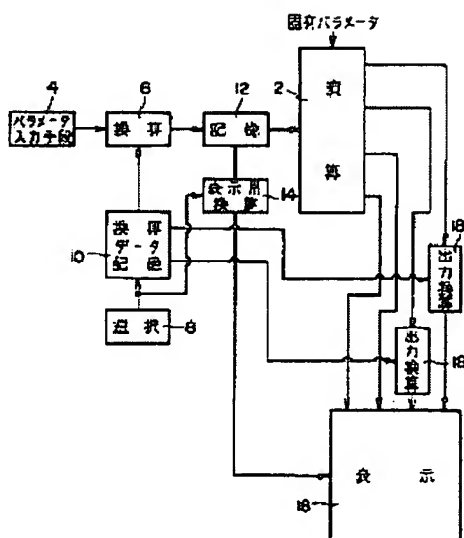 固有パラメータ
4
パラメータ
入力手段
6
換算
12
記憶
2
演算
表示用
換算
14
換算
データ
記憶
10
選択
8
出力換算
18
出力換算
18
表示
18